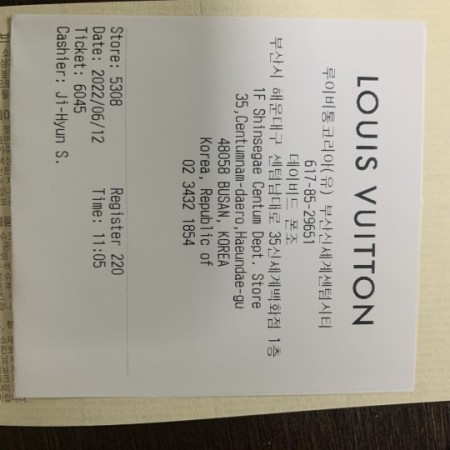 LOUIS VUITTON
루이비통코리아(유) 부산신세계센텀시티
데이비드 폰조
617-85-29651
부산시 해운대구 센텀남대로 35신세계백화점 1층
1F Shinsegae Centum Dept. Store
35,Centumnam-daero,Haeundae-gu
48058 BUSAN, KOREA
Korea, Republic of
02 3432 1854
Store: 5308 Register 220
Date: 2022/06/12 Time: 11:05
Ticket: 6045
Cashier: Ji-Hyun S.